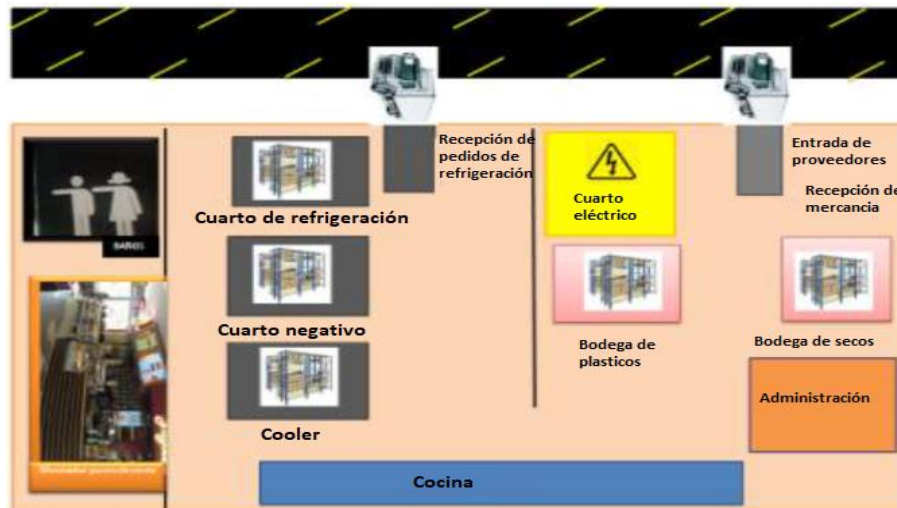 Recepción de
pedidos de
refrigeración
Entrada de
proveedores
Recepción de
mercancia
Cuarto
eléctrico
Cuarto de refrigeración
BAÑOS
Cuarto negativo
Bodega de
plasticos
Bodega de secos
Administración
Cooler
Cocina